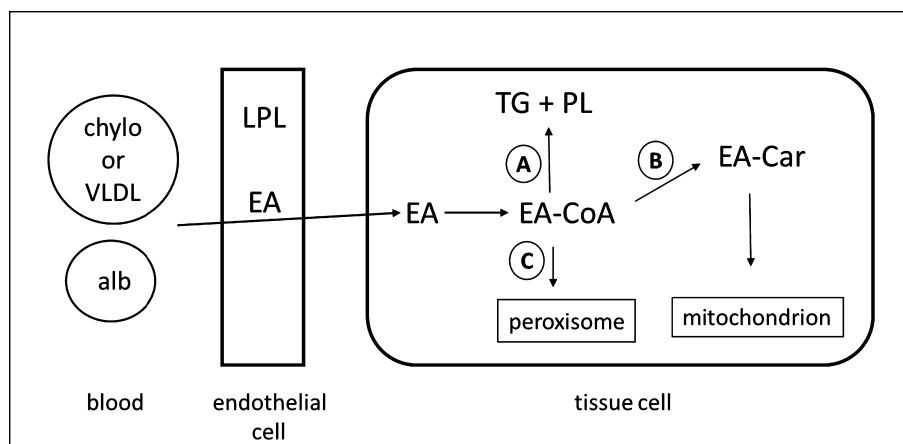 chylo
or
VLDL
alb
LPL
EA
TG + PL
A
B
EA-Car
EA
EA-CoA
C
peroxisome
mitochondrion
blood
endothelial
cell
tissue cell